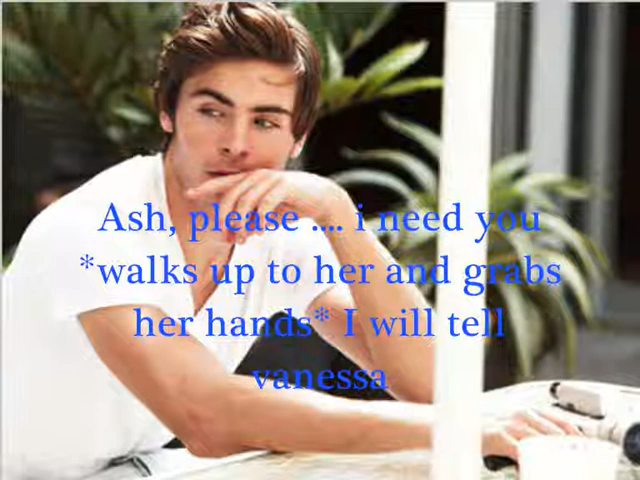 Ash, please .... i need you
*walks up to her and grabs
her hands* I will tell
vanessa